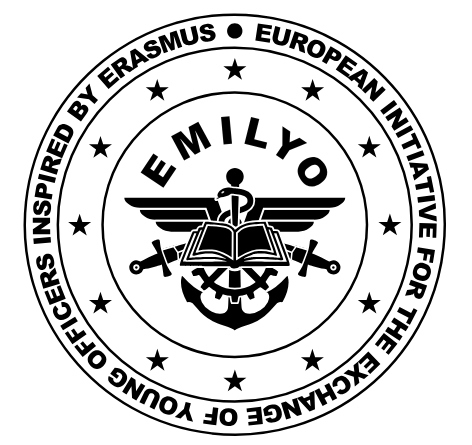 EUROPEAN INITIATIVE FOR THE EXCHANGE OF YOUNG OFFICERS INSPIRED BY ERASMUS
EMILYO